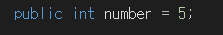 public int number = 5;